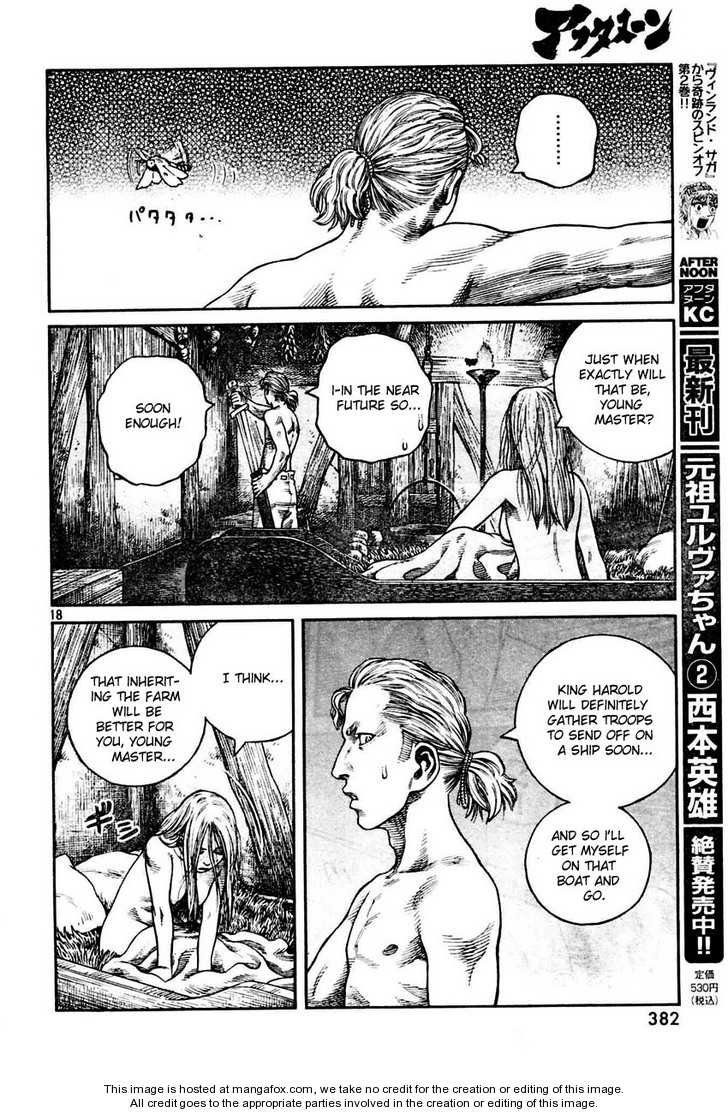 アフタヌーン
『ヴィンランド・サガ』
から奇跡のスピンオフ
第2巻!!
AFTER
NOON
アフタ
ヌーン
KC
最新刊
元祖ユルヴァちゃん②西本英雄
絶賛発売中!!
定価
530円
(税込)
………
パタタタ…
JUST WHEN
EXACTLY WILL
THAT BE,
YOUNG
MASTER?
I-IN THE NEAR
FUTURE SO...
SOON
ENOUGH!
18
KING HAROLD
WILL DEFINITELY
GATHER TROOPS
TO SEND OFF ON
A SHIP SOON...
AND SO I'LL
GET MYSELF
ON THAT
BOAT AND
GO.
I THINK...
THAT INHERIT-
ING THE FARM
WILL BE
BETTER FOR
YOU, YOUNG
MASTER...
ギシ
382
This image is hosted at mangafox.com, we take no credit for the creation or editing of this image.
All credit goes to the appropriate parties involved in the creation or editing of this image.